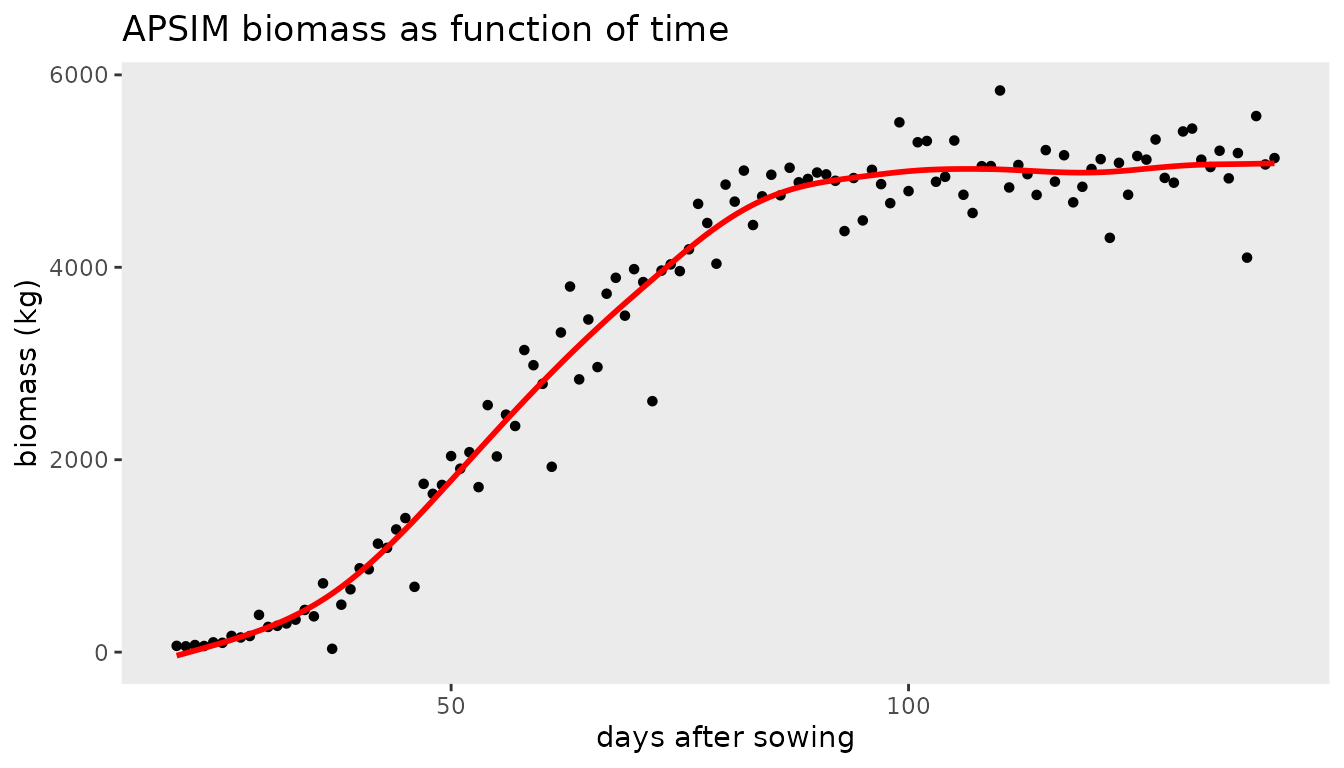 APSIM biomass as function of time
6000
4000
2000
0
biomass (kg)
50
100
days after sowing